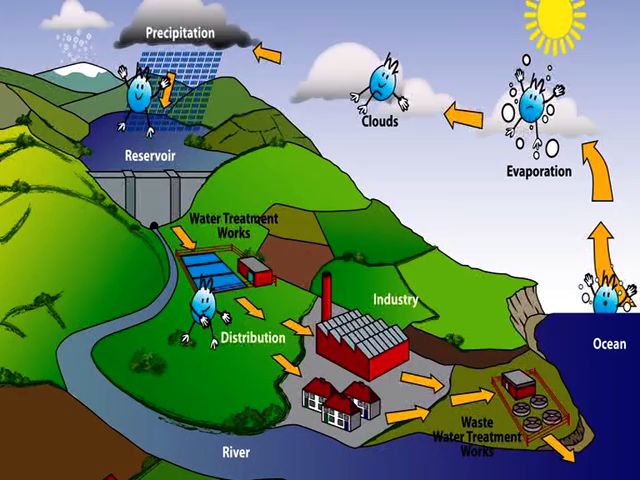 Precipitation
Clouds
Evaporation
Reservoir
Water Treatment
Works
Industry
Distribution
Ocean
Waste
Water Treatment
Works
River